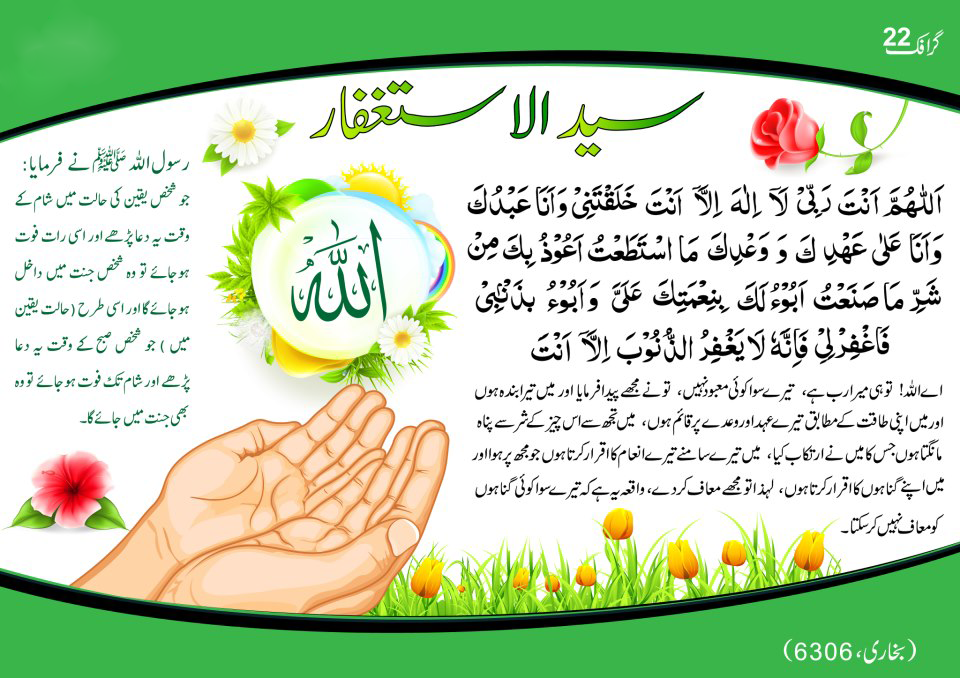 گرافک 22
سید الاستغفار
اَللّٰهُمَّ اَنْتَ رَبِّیْ لَآ اِلٰهَ اِلَّآ اَنْتَ خَلَقْتَنِیْ وَاَنَا عَبْدُكَ
وَاَنَا عَلٰی عَهْدِكَ وَ وَعْدِكَ مَا اسْتَطَعْتُ اَعُوْذُ بِكَ مِنْ
شَرِّ مَا صَنَعْتُ اَبُوْءُ لَكَ بِنِعْمَتِكَ عَلَیَّ وَ اَبُوْءُ بِذَنْۢبِیْ
فَاغْفِرْلِیْ فَاِنَّهٗ لَا یَغْفِرُ الذُّنُوْبَ اِلَّآ اَنْتَ
اے اللہ! تو ہی میرا رب ہے، تیرے سوا کوئی معبود نہیں، تو نے مجھے پیدا فرمایا اور میں تیرا بندہ ہوں
اور میں اپنی طاقت کے مطابق تیرے عہد اور وعدے پر قائم ہوں، میں تجھ سے اس چیز کے شر سے پناہ
مانگتا ہوں جس کا میں نے ارتکاب کیا، میں تیرے سامنے تیرے انعام کا اقرار کرتا ہوں جو مجھ پر ہوا اور
میں اپنے گناہوں کا اقرار کرتا ہوں، لہذا تو مجھے معاف کر دے، واقعہ یہ ہے کہ تیرے سوا کوئی گناہوں
کو معاف نہیں کر سکتا۔
رسول اللہ ﷺ نے فرمایا:
جو شخص یقین کی حالت میں شام کے
وقت یہ دعا پڑھے اور اسی رات فوت
ہو جائے تو وہ شخص جنت میں داخل
ہو جائے گا اور اسی طرح (حالت یقین
میں) جو شخص صبح کے وقت یہ دعا
پڑھے اور شام تک فوت ہو جائے تو وہ
بھی جنت میں جائے گا۔
اللّٰه
(بخاری، 6306)